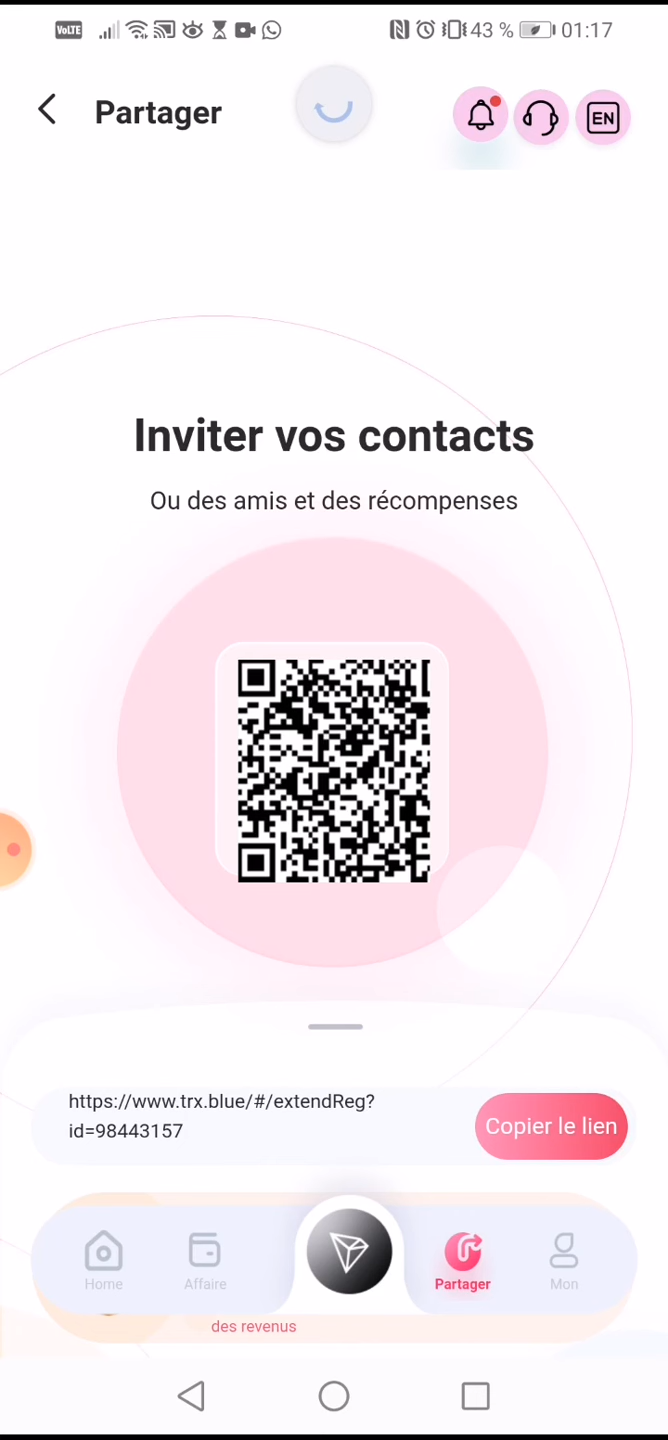 VoLTE 43 % 01:17
Partager
EN
Inviter vos contacts
Ou des amis et des récompenses
https://www.trx.blue/#/extendReg?
id=98443157
Copier le lien
Home Affaire Partager Mon
des revenus